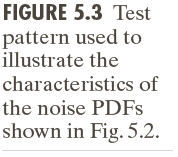 FIGURE 5.3 Test
pattern used to
illustrate the
characteristics of
the noise PDFs
shown in Fig. 5.2.